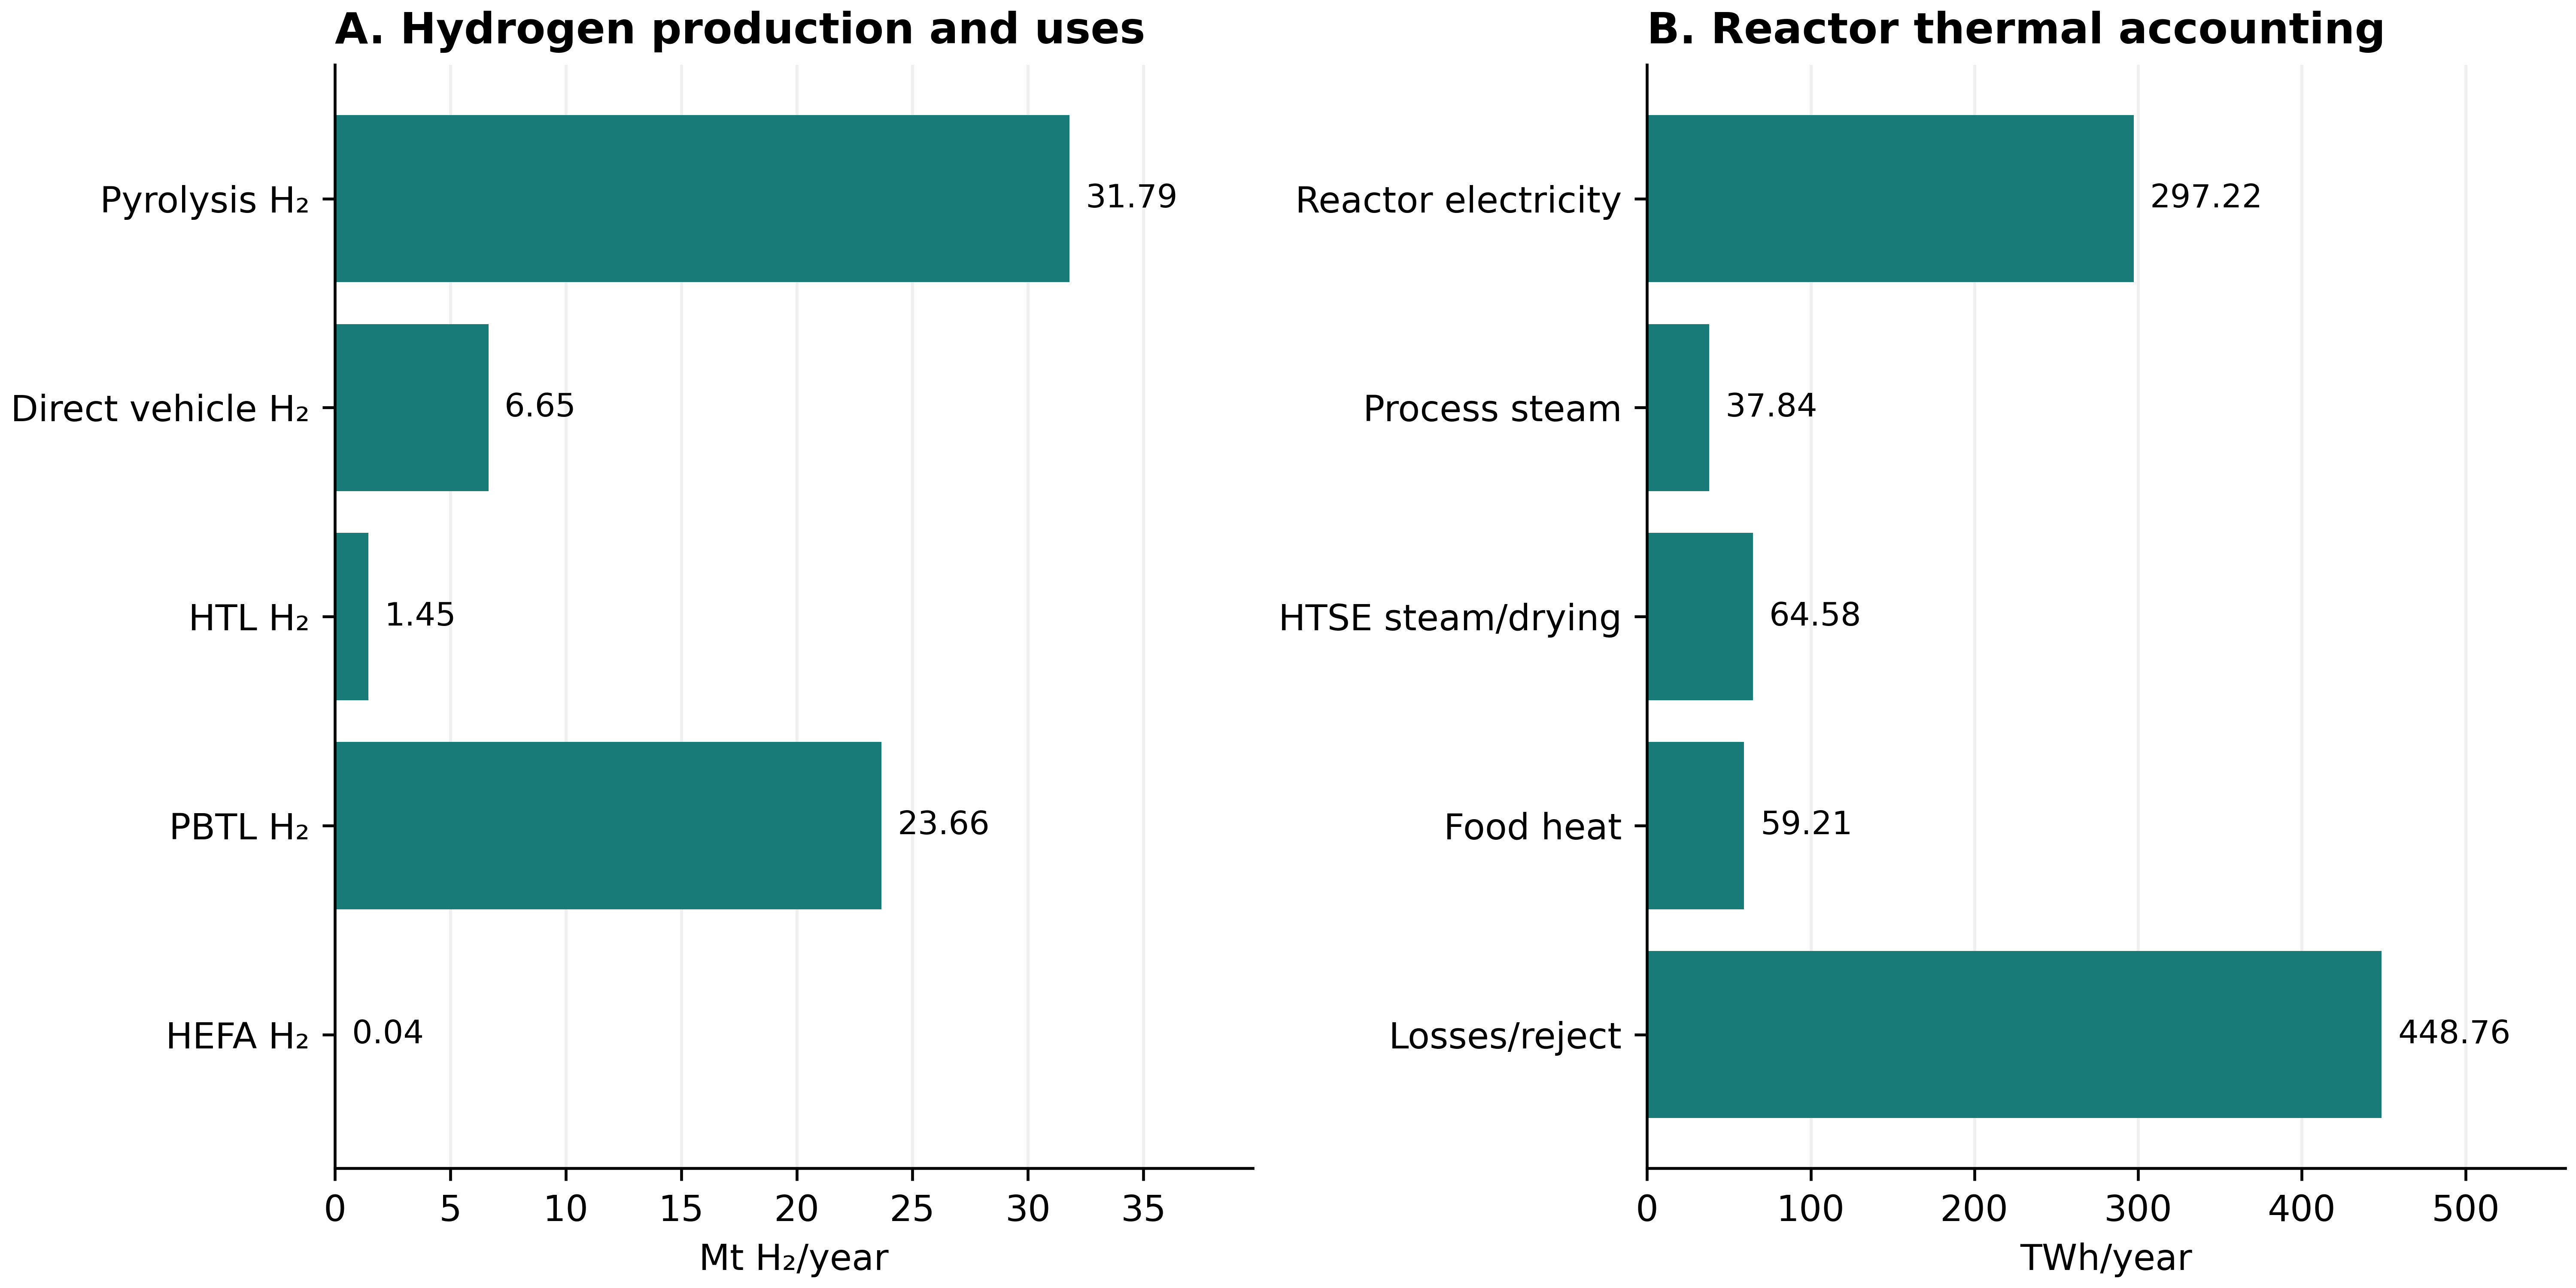 A. Hydrogen production and uses
Pyrolysis H₂
31.79
Direct vehicle H₂
6.65
HTL H₂
1.45
PBTL H₂
23.66
HEFA H₂
0.04
0 5 10 15 20 25 30 35
Mt H₂/year
B. Reactor thermal accounting
Reactor electricity
297.22
Process steam
37.84
HTSE steam/drying
64.58
Food heat
59.21
Losses/reject
448.76
0 100 200 300 400 500
TWh/year